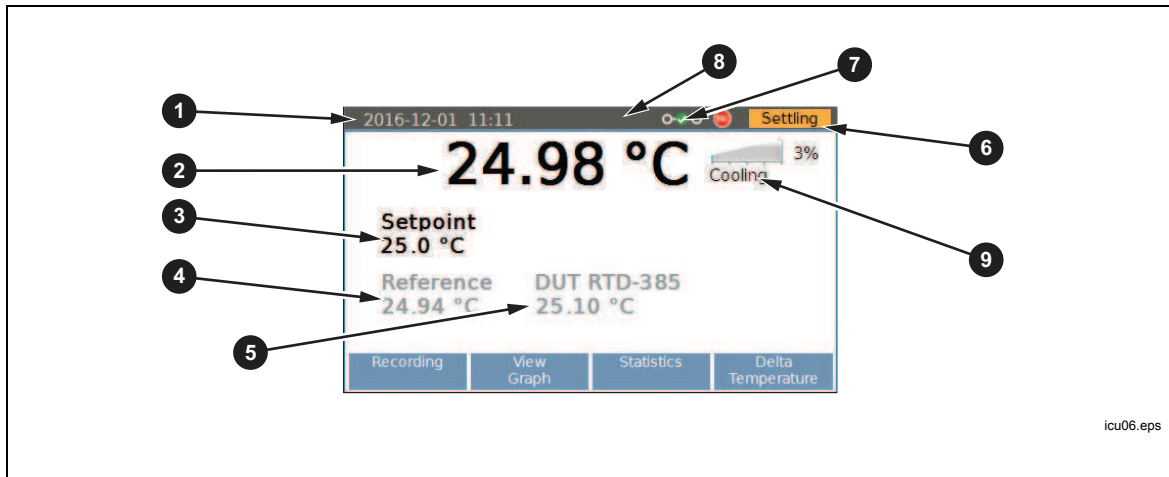 8
7
1
2016-12-01 11:11
Settling
6
2
24.98 °C
3%
Cooling
3
Setpoint
25.0 °C
9
4
Reference DUT RTD-385
24.94 °C 25.10 °C
5
Recording View Graph Statistics Delta Temperature
icu06.eps